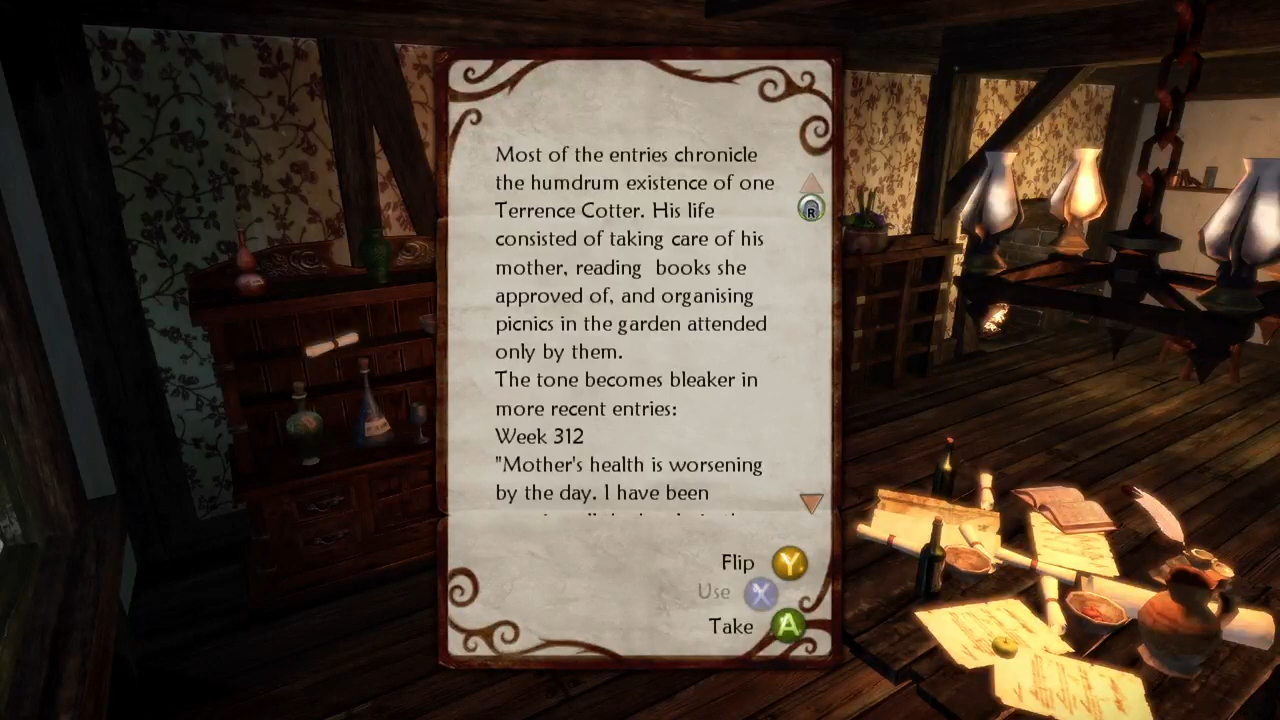 Most of the entries chronicle
the humdrum existence of one
Terrence Cotter. His life
consisted of taking care of his
mother, reading books she
approved of, and organising
picnics in the garden attended
only by them.
The tone becomes bleaker in
more recent entries:
Week 312
"Mother's health is worsening
by the day. I have been
R
Flip Y
Use X
Take A